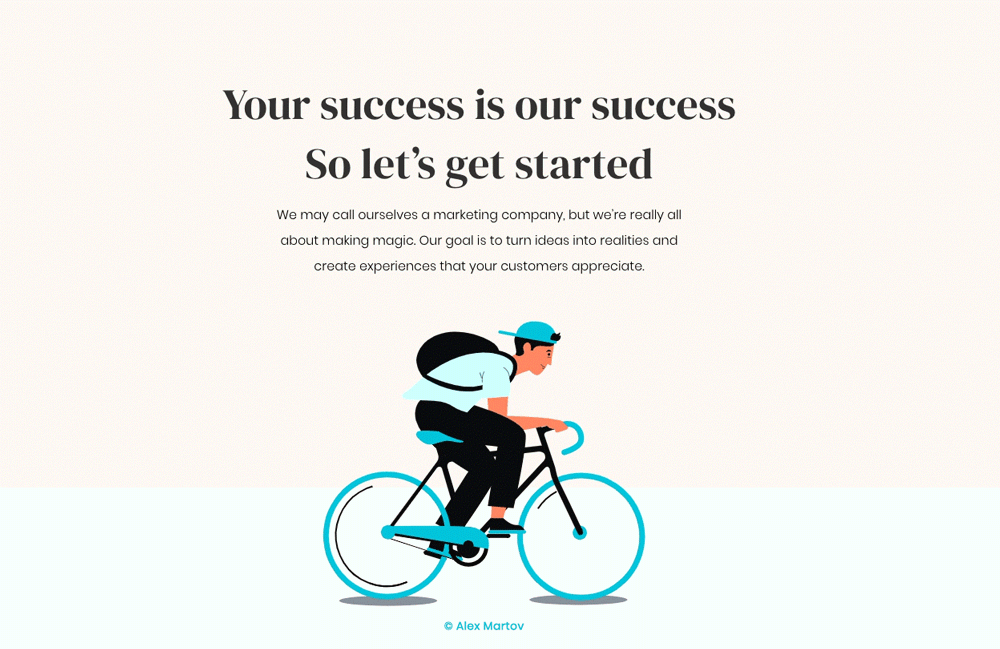 Your success is our success
So let’s get started
We may call ourselves a marketing company, but we’re really all
about making magic. Our goal is to turn ideas into realities and
create experiences that your customers appreciate.
© Alex Martov